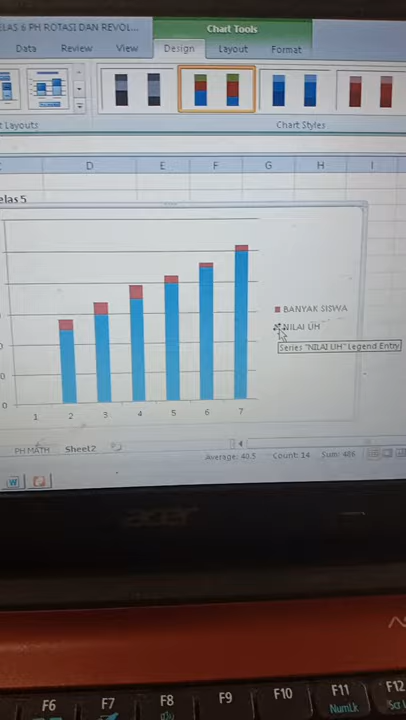 ELAS 6 PH ROTASI DAN REVOL...
Chart Tools
Data Review View Design Layout Format
Layouts
Chart Styles
D E F G H I
elas 5
BANYAK SISWA
NILAI UH
Series "NILAI UH" Legend Entry
0
0
1 2 3 4 5 6 7
PH MATH Sheet2
Average: 40.5 Count: 14 Sum: 486
acer
F6 F7 F8 F9 F10 F11 F12
NumLk